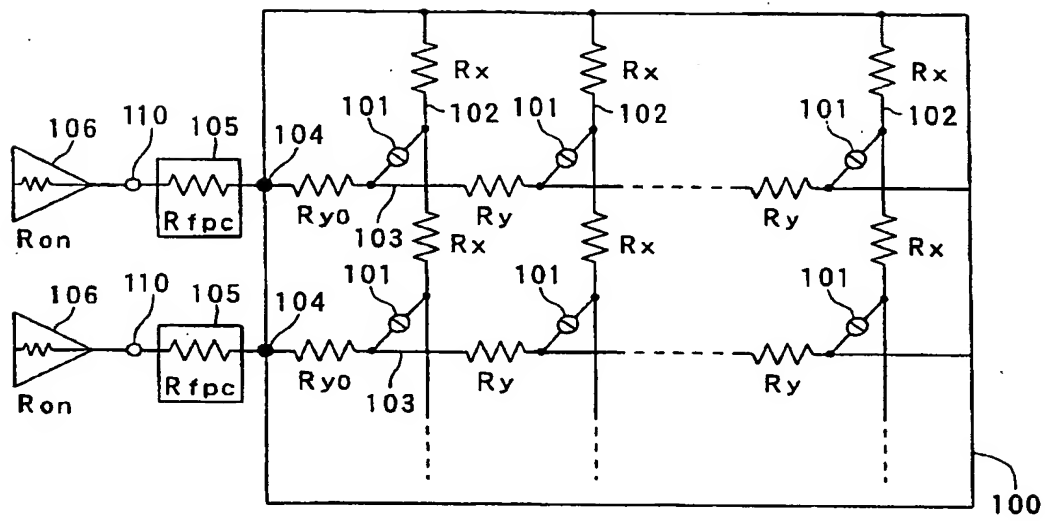 Rx Rx Rx
101 102 101 102 101 102
106 110 105 104
Ron Rfpc Ryo 103 Ry Ry
Rx Rx Rx
106 110 105 104 101 101 101
Ron Rfpc Ryo 103 Ry Ry
100